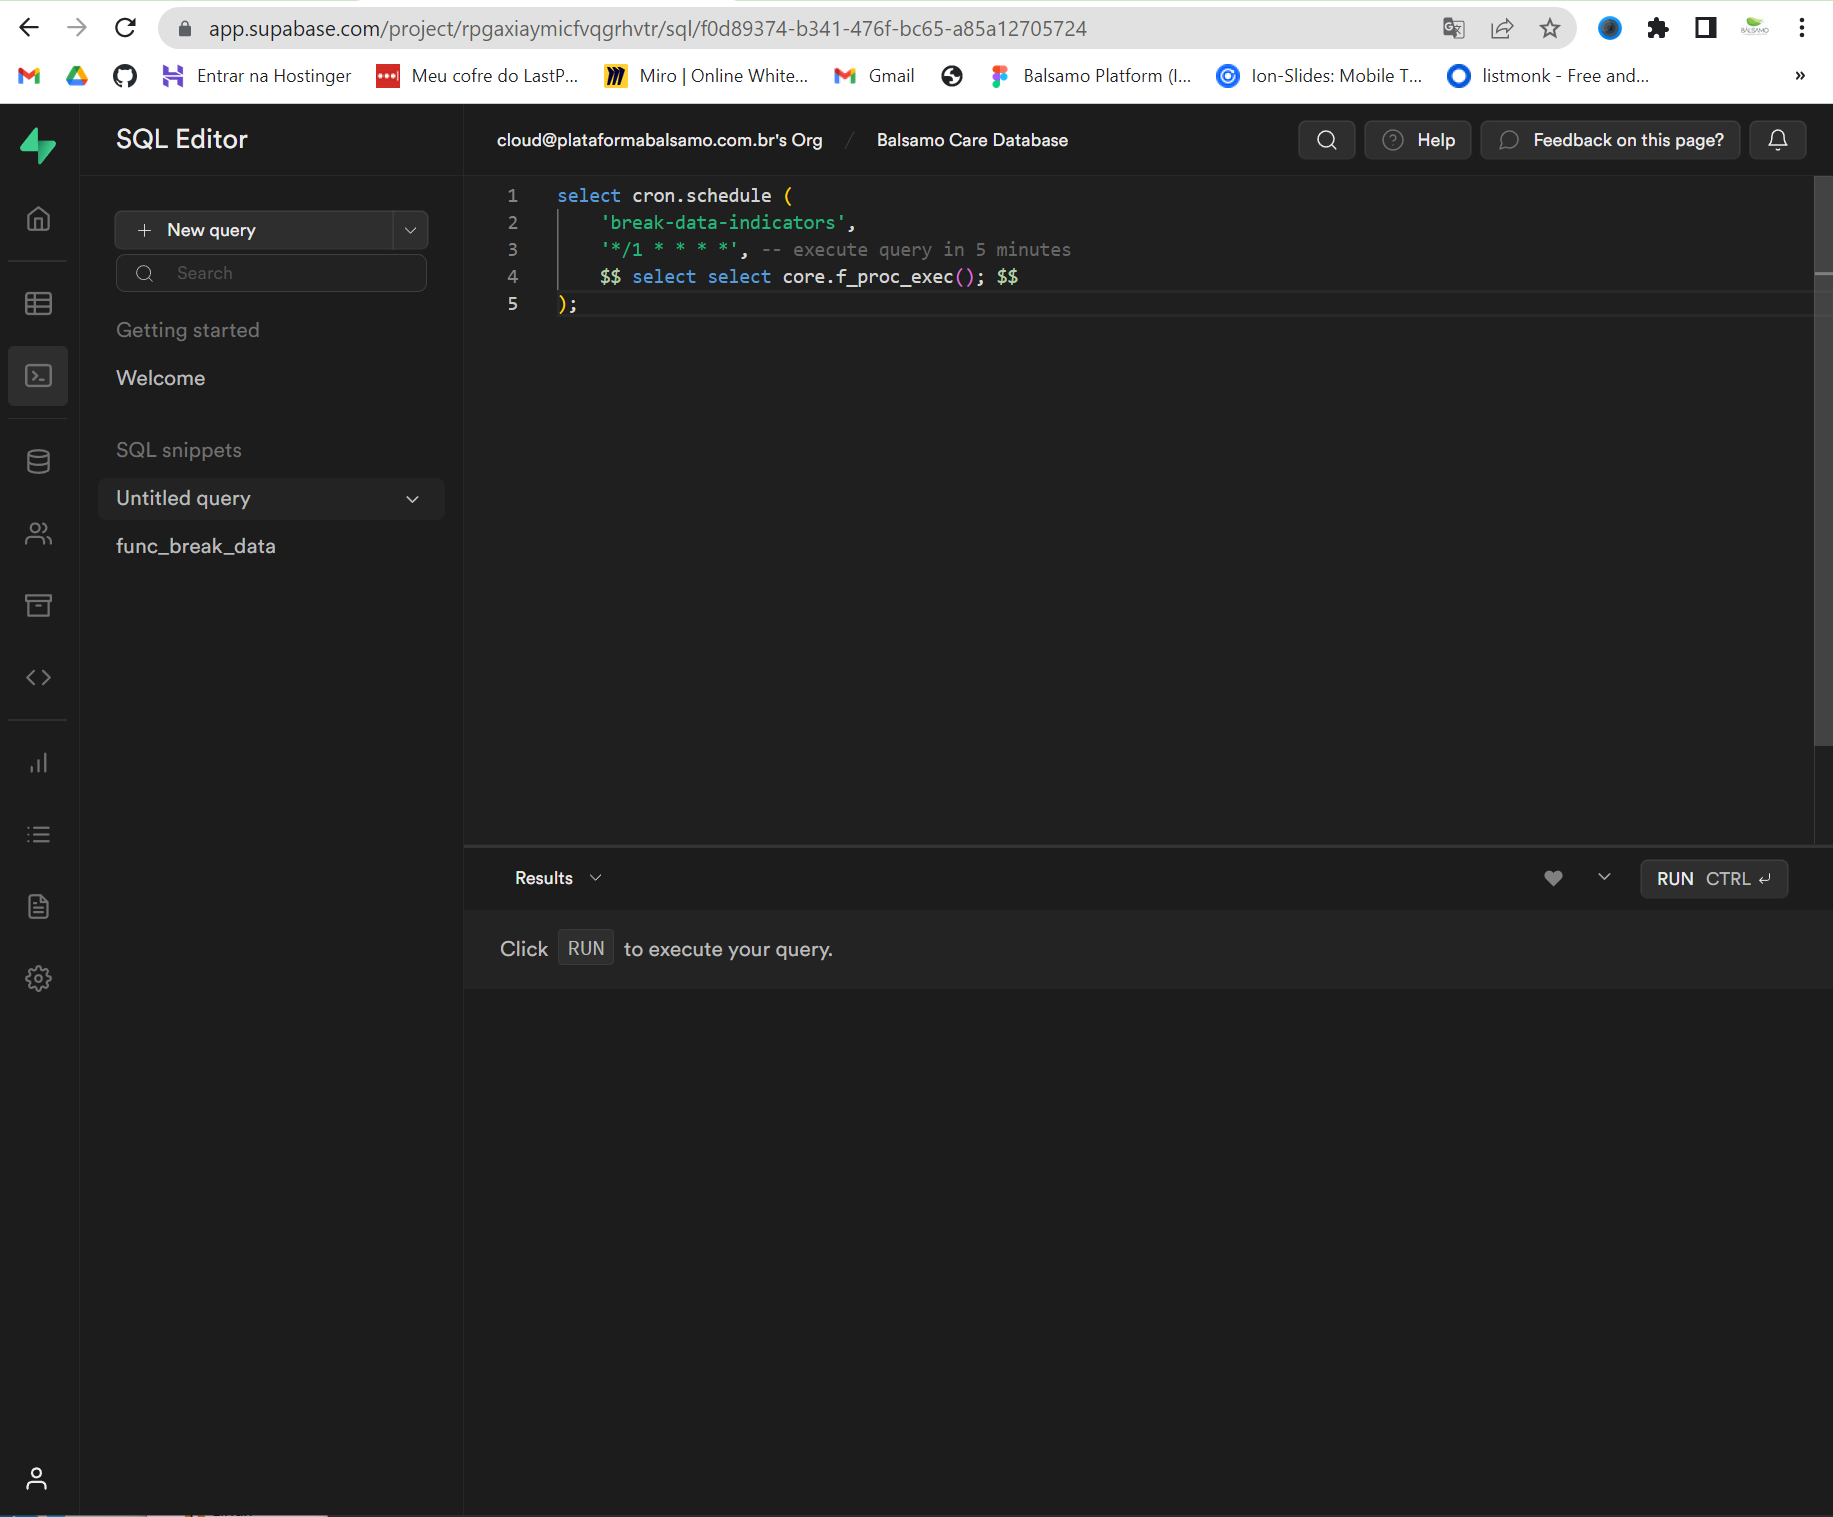 app.supabase.com/project/rpgaxiaymicfvqgrhvtr/sql/f0d89374-b341-476f-bc65-a85a12705724
Entrar na Hostinger
Meu cofre do LastP...
Miro | Online White...
Gmail
Balsamo Platform (I...
Ion-Slides: Mobile T...
listmonk - Free and...
»
SQL Editor
cloud@plataformabalsamo.com.br's Org / Balsamo Care Database
Help
Feedback on this page?
New query
Search
Getting started
Welcome
SQL snippets
Untitled query
func_break_data
1 select cron.schedule (
2 'break-data-indicators',
3 '*/1 * * * *', -- execute query in 5 minutes
4 $$ select select core.f_proc_exec(); $$
5 );
Results
RUN CTRL ↵
Click RUN to execute your query.